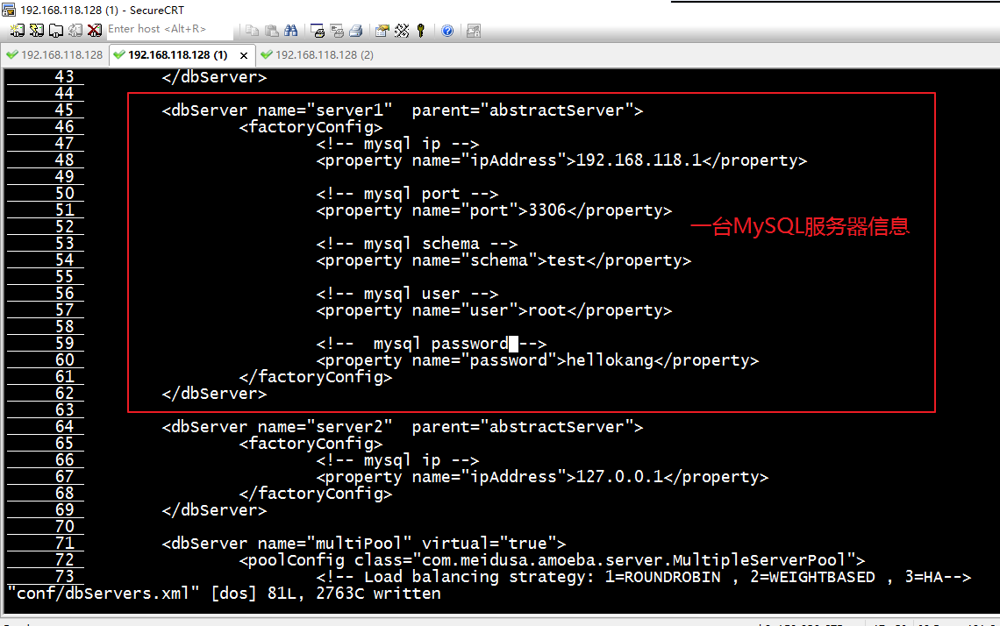 192.168.118.128 (1) - SecureCRT
Enter host <Alt+R>
192.168.118.128 192.168.118.128 (1) 192.168.118.128 (2)
43 </dbServer>
44
45 <dbServer name="server1"  parent="abstractServer">
46 <factoryConfig>
47 <!-- mysql ip -->
48 <property name="ipAddress">192.168.118.1</property>
49
50 <!-- mysql port -->
51 <property name="port">3306</property>
52
一台MySQL服务器信息
53 <!-- mysql schema -->
54 <property name="schema">test</property>
55
56 <!-- mysql user -->
57 <property name="user">root</property>
58
59 <!--  mysql password -->
60 <property name="password">hellokang</property>
61 </factoryConfig>
62 </dbServer>
63
64 <dbServer name="server2"  parent="abstractServer">
65 <factoryConfig>
66 <!-- mysql ip -->
67 <property name="ipAddress">127.0.0.1</property>
68 </factoryConfig>
69 </dbServer>
70
71 <dbServer name="multiPool" virtual="true">
72 <poolConfig class="com.meidusa.amoeba.server.MultipleServerPool">
73 <!-- Load balancing strategy: 1=ROUNDROBIN , 2=WEIGHTBASED , 3=HA-->
"conf/dbServers.xml" [dos] 81L, 2763C written